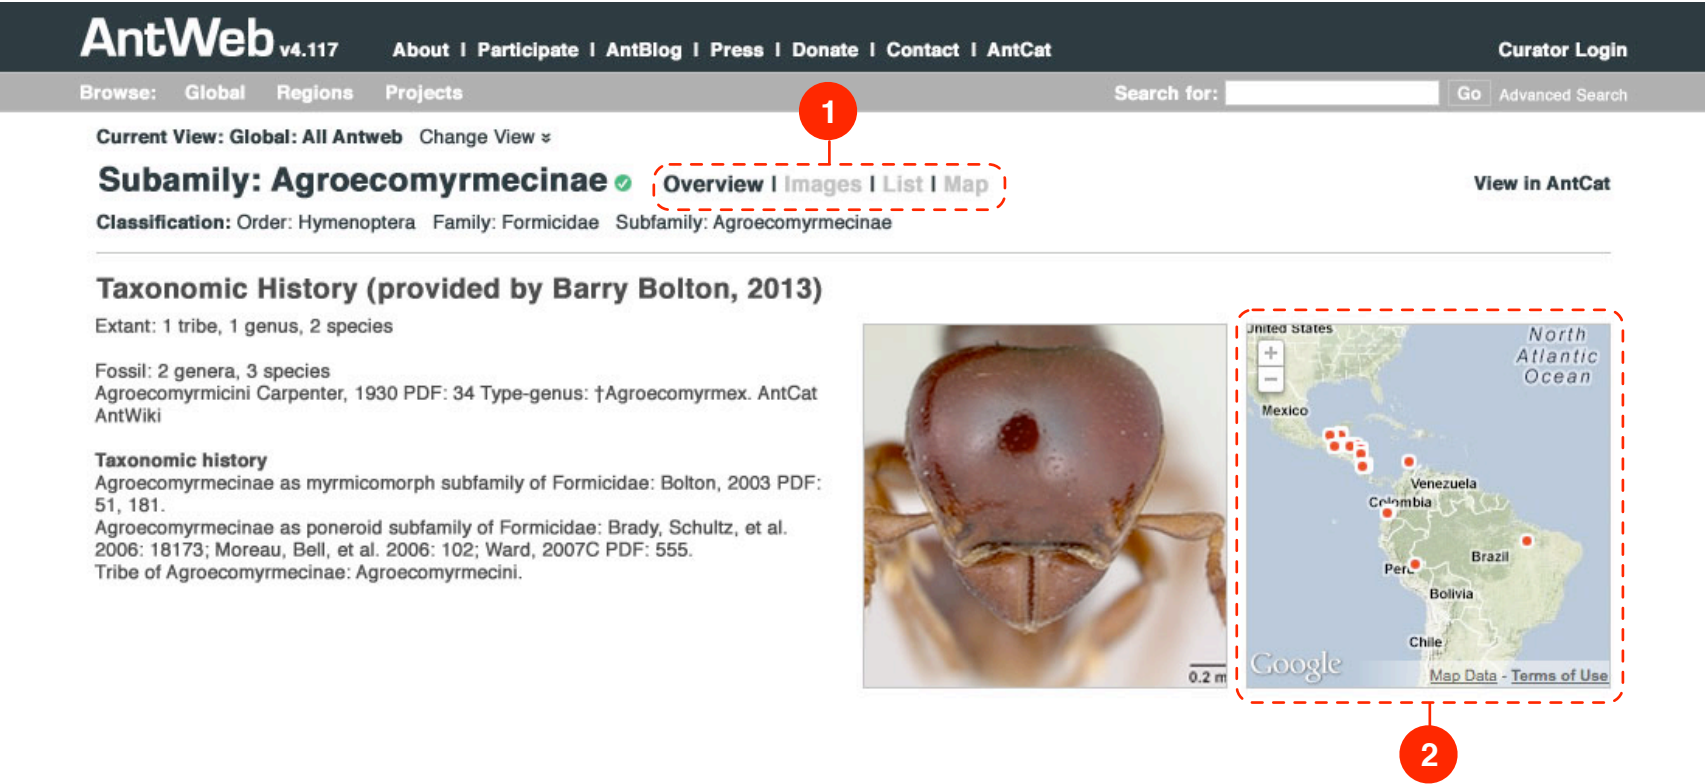 AntWeb v4.117 About | Participate | AntBlog | Press | Donate | Contact | AntCat Curator Login
Browse: Global Regions Projects Search for: Go Advanced Search
1
Current View: Global: All Antweb Change View
Subamily: Agroecomyrmecinae Overview | Images | List | Map View in AntCat
Classification: Order: Hymenoptera Family: Formicidae Subfamily: Agroecomyrmecinae
Taxonomic History (provided by Barry Bolton, 2013)
Extant: 1 tribe, 1 genus, 2 species
Fossil: 2 genera, 3 species
Agroecomyrmicini Carpenter, 1930 PDF: 34 Type-genus: †Agroecomyrmex. AntCat
AntWiki
Taxonomic history
Agroecomyrmecinae as myrmicomorph subfamily of Formicidae: Bolton, 2003 PDF:
51, 181.
Agroecomyrmecinae as poneroid subfamily of Formicidae: Brady, Schultz, et al.
2006: 18173; Moreau, Bell, et al. 2006: 102; Ward, 2007C PDF: 555.
Tribe of Agroecomyrmecinae: Agroecomyrmecini.
0.2 m
United States
North
Atlantic
Ocean
+
−
Mexico
Venezuela
Colombia
Brazil
Peru
Bolivia
Chile
Google
Map Data - Terms of Use
2